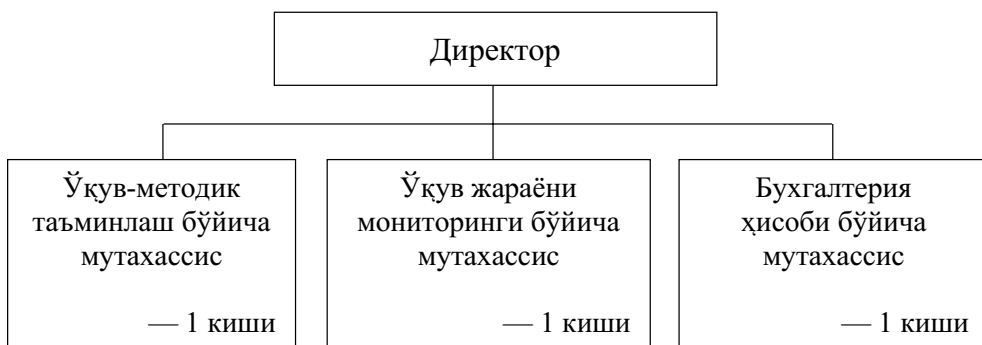 Директор
Ўқув-методик
таъминлаш бўйича
мутахассис
— 1 киши
Ўқув жараёни
мониторинги бўйича
мутахассис
— 1 киши
Бухгалтерия
ҳисоби бўйича
мутахассис
— 1 киши